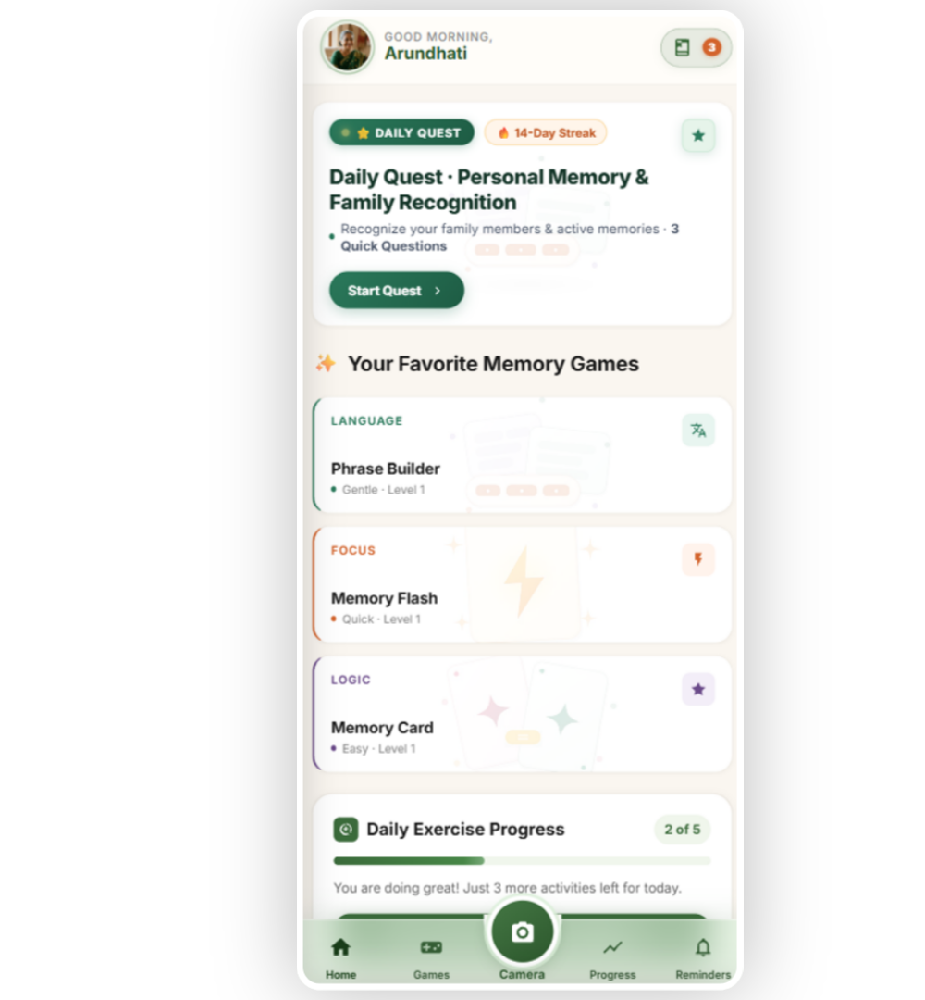 GOOD MORNING,
Arundhati
3
DAILY QUEST
14-Day Streak
Daily Quest · Personal Memory &
Family Recognition
Recognize your family members & active memories · 3
Quick Questions
Start Quest
Your Favorite Memory Games
LANGUAGE
Phrase Builder
Gentle · Level 1
FOCUS
Memory Flash
Quick · Level 1
LOGIC
Memory Card
Easy · Level 1
Daily Exercise Progress
2 of 5
You are doing great! Just 3 more activities left for today.
Home
Games
Camera
Progress
Reminders